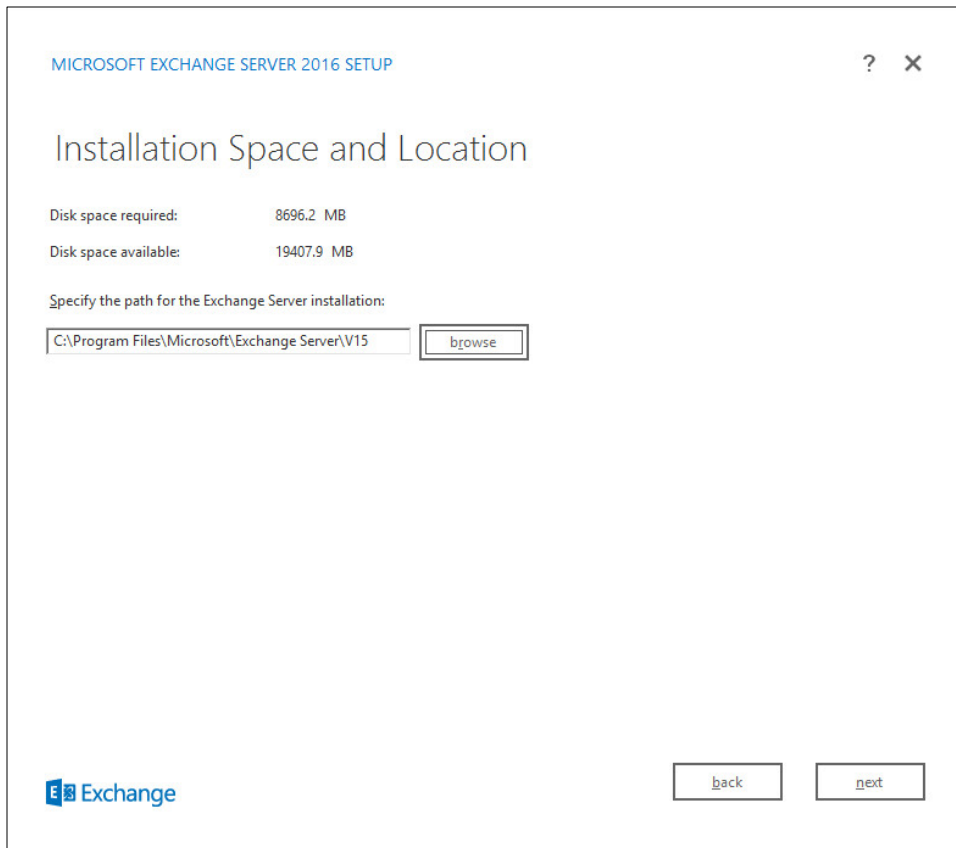 MICROSOFT EXCHANGE SERVER 2016 SETUP ? ✕
Installation Space and Location
Disk space required: 8696.2 MB
Disk space available: 19407.9 MB
Specify the path for the Exchange Server installation:
C:\Program Files\Microsoft\Exchange Server\V15 browse
E Exchange back next